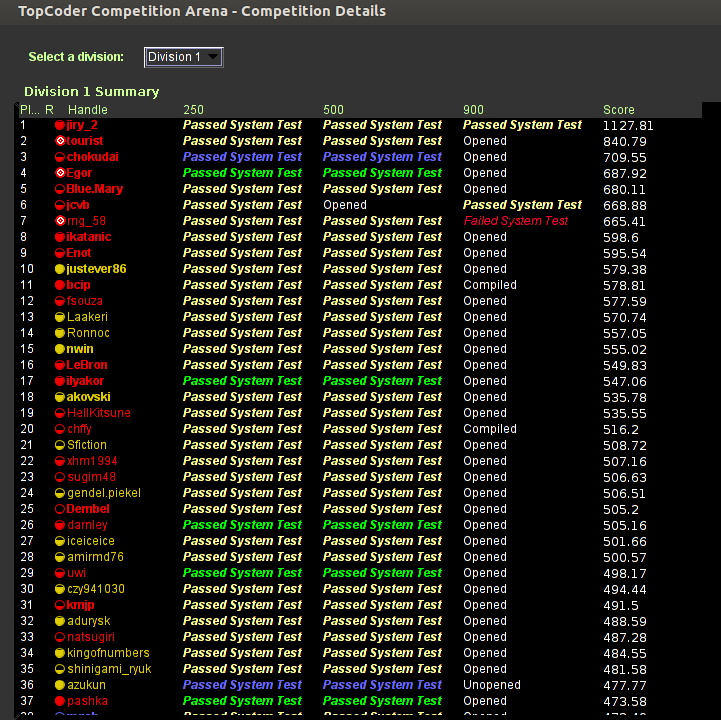 TopCoder Competition Arena - Competition Details
Select a division: Division 1
Division 1 Summary
Pl... R Handle 250 500 900 Score
1 jlry_2 Passed System Test Passed System Test Passed System Test 1127.81
2 tourist Passed System Test Passed System Test Opened 840.79
3 chokudai Passed System Test Passed System Test Opened 709.55
4 Egor Passed System Test Passed System Test Opened 687.92
5 Blue.Mary Passed System Test Passed System Test Opened 680.11
6 jcvb Passed System Test Opened Passed System Test 668.88
7 rng_58 Passed System Test Passed System Test Failed System Test 665.41
8 ikatanic Passed System Test Passed System Test Opened 598.6
9 Enot Passed System Test Passed System Test Opened 595.54
10 justever86 Passed System Test Passed System Test Opened 579.38
11 bcip Passed System Test Passed System Test Compiled 578.81
12 fsouza Passed System Test Passed System Test Opened 577.59
13 Laakeri Passed System Test Passed System Test Opened 570.74
14 Ronnoc Passed System Test Passed System Test Opened 557.05
15 nwin Passed System Test Passed System Test Opened 555.02
16 LeBron Passed System Test Passed System Test Opened 549.83
17 ilyakor Passed System Test Passed System Test Opened 547.06
18 akovski Passed System Test Passed System Test Opened 535.78
19 HellKitsune Passed System Test Passed System Test Opened 535.55
20 chffy Passed System Test Passed System Test Compiled 516.2
21 Sfiction Passed System Test Passed System Test Opened 508.72
22 xhm1994 Passed System Test Passed System Test Opened 507.16
23 sugim48 Passed System Test Passed System Test Opened 506.63
24 gendel.piekel Passed System Test Passed System Test Opened 506.51
25 Dembel Passed System Test Passed System Test Opened 505.2
26 darnley Passed System Test Passed System Test Opened 505.16
27 iceiceice Passed System Test Passed System Test Opened 501.66
28 amirmd76 Passed System Test Passed System Test Opened 500.57
29 uwi Passed System Test Passed System Test Opened 498.17
30 czy941030 Passed System Test Passed System Test Opened 494.44
31 kmjp Passed System Test Passed System Test Opened 491.5
32 adurysk Passed System Test Passed System Test Opened 488.59
33 natsugiri Passed System Test Passed System Test Opened 487.28
34 kingofnumbers Passed System Test Passed System Test Opened 484.55
35 shinigami_ryuk Passed System Test Passed System Test Opened 481.58
36 azukun Passed System Test Passed System Test Unopened 477.77
37 pashka Passed System Test Passed System Test Opened 473.58